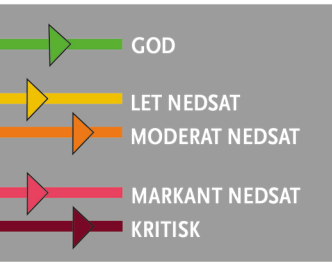 GOD
LET NEDSAT
MODERAT NEDSAT
MARKANT NEDSAT
KRITISK